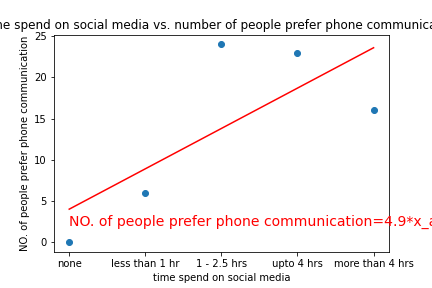 ne spend on social media vs. number of people prefer phone communica
NO. of people prefer phone communication
25
20
15
10
5
0
NO. of people prefer phone communication=4.9*x_a
none less than 1 hr 1 - 2.5 hrs upto 4 hrs more than 4 hrs
time spend on social media